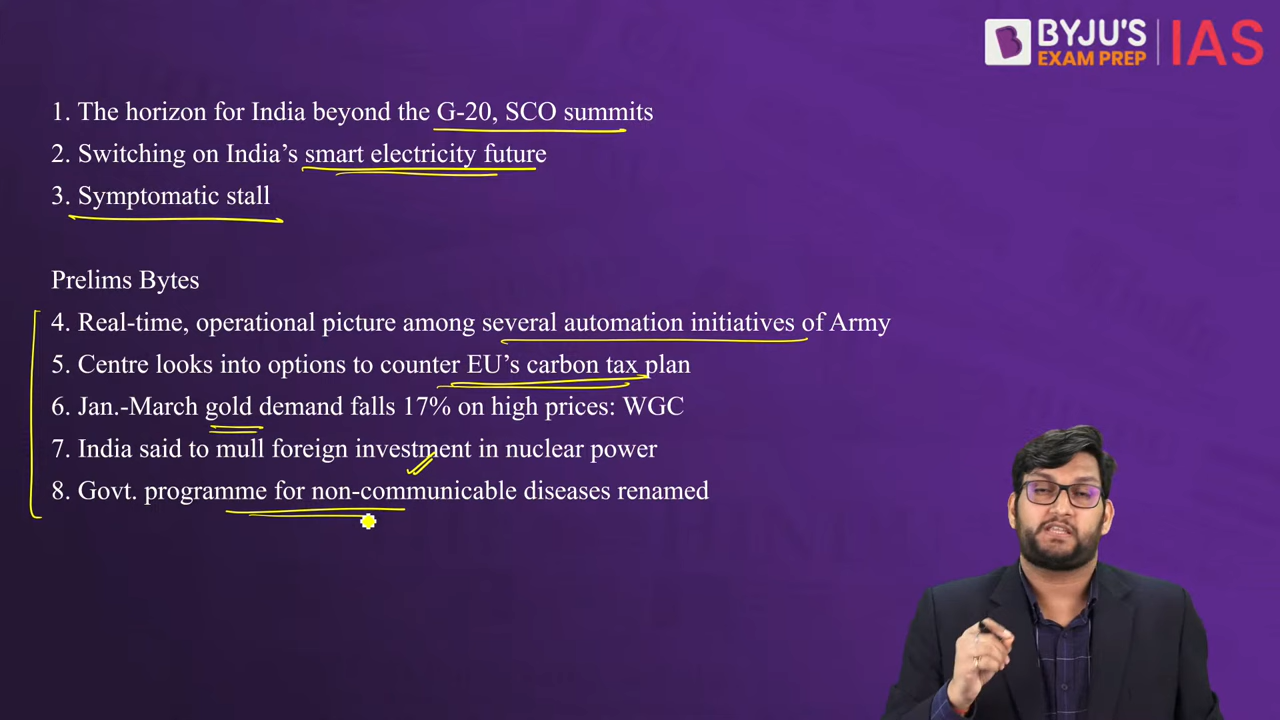 BYJU'S
EXAM PREP
IAS
1. The horizon for India beyond the G-20, SCO summits
2. Switching on India's smart electricity future
3. Symptomatic stall
Prelims Bytes
4. Real-time, operational picture among several automation initiatives of Army
5. Centre looks into options to counter EU's carbon tax plan
6. Jan.-March gold demand falls 17% on high prices: WGC
7. India said to mull foreign investment in nuclear power
8. Govt. programme for non-communicable diseases renamed